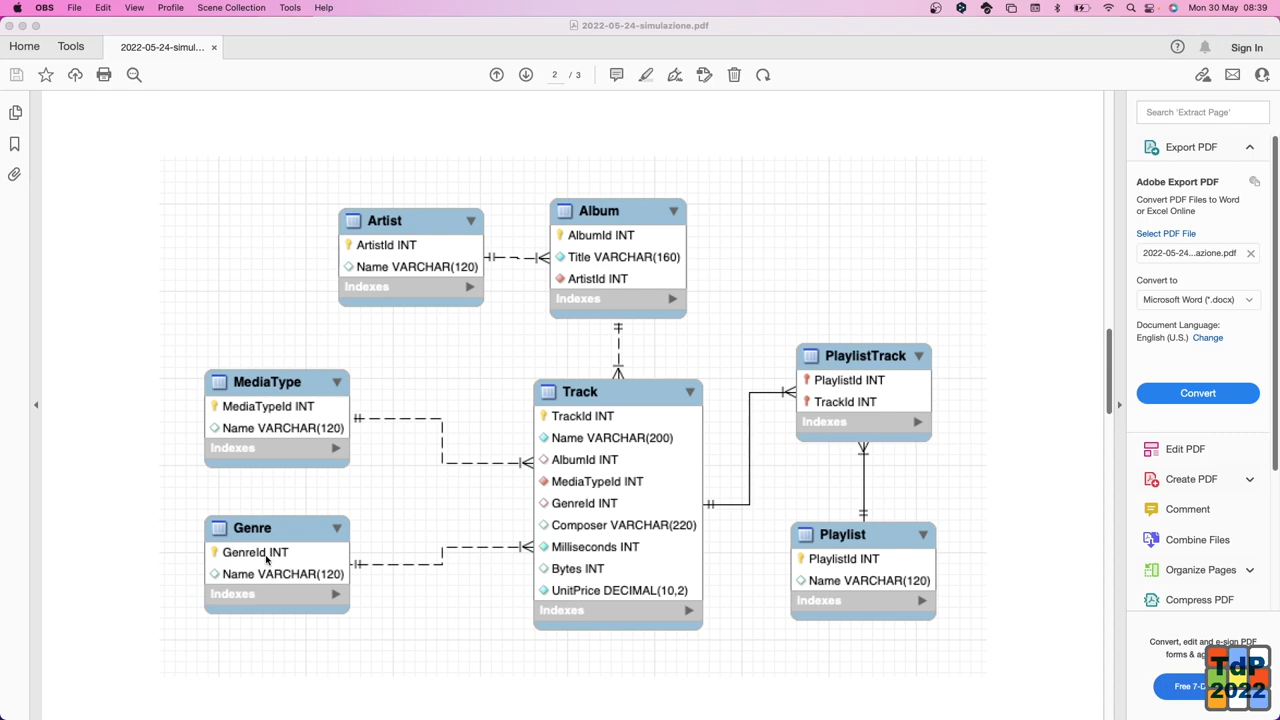 OBS File Edit View Profile Scene Collection Tools Help
Mon 30 May 08:39
2022-05-24-simulazione.pdf
Home Tools 2022-05-24-simul... × Sign In
2 / 3
Search 'Extract Page'
Export PDF
Adobe Export PDF
Convert PDF Files to Word
or Excel Online
Select PDF File
2022-05-24...azione.pdf
Convert to
Microsoft Word (*.docx)
Document Language:
English (U.S.) Change
Convert
Edit PDF
Create PDF
Comment
Combine Files
Organize Pages
Compress PDF
Convert, edit and e-sign PDF
forms &
Free 7-D
TdP
2022
Artist
ArtistId INT
Name VARCHAR(120)
Indexes
Album
AlbumId INT
Title VARCHAR(160)
ArtistId INT
Indexes
MediaType
MediaTypeId INT
Name VARCHAR(120)
Indexes
Track
TrackId INT
Name VARCHAR(200)
AlbumId INT
MediaTypeId INT
GenreId INT
Composer VARCHAR(220)
Milliseconds INT
Bytes INT
UnitPrice DECIMAL(10,2)
Indexes
PlaylistTrack
PlaylistId INT
TrackId INT
Indexes
Genre
GenreId INT
Name VARCHAR(120)
Indexes
Playlist
PlaylistId INT
Name VARCHAR(120)
Indexes